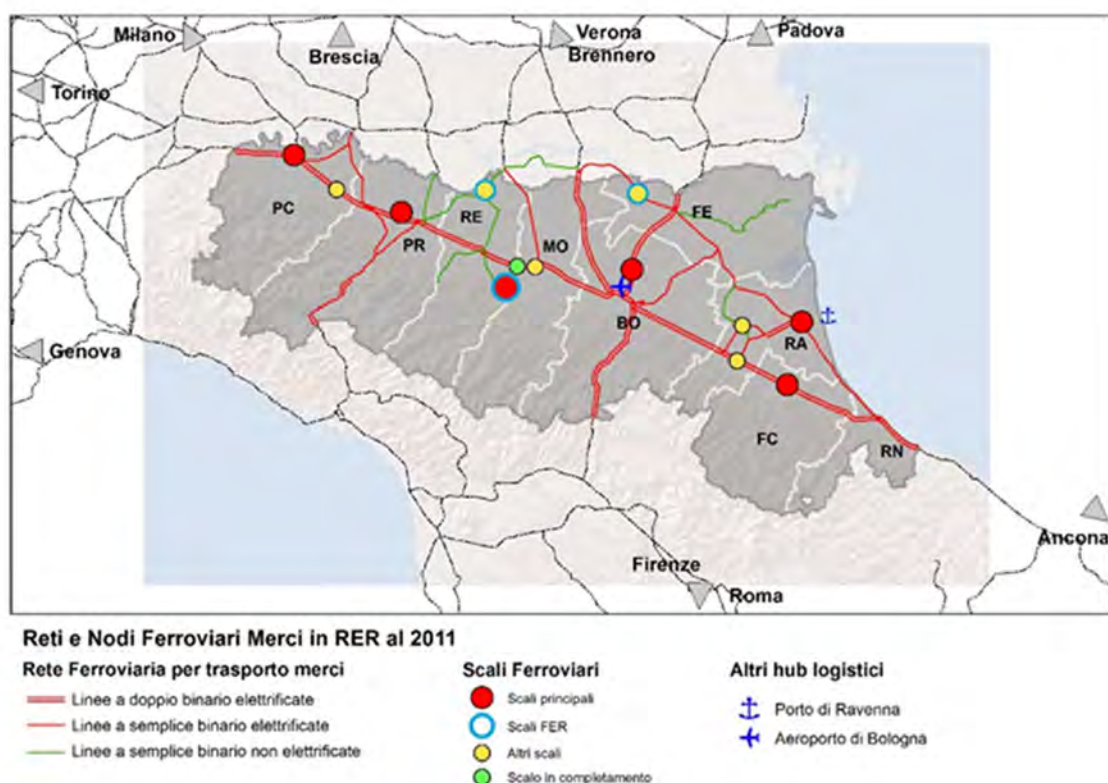 Milano
Verona
Brennero
Padova
Brescia
Torino
PC
RE
FE
PR
MO
BO
RA
Genova
FC
RN
Ancona
Firenze
Roma
Reti e Nodi Ferroviari Merci in RER al 2011
Rete Ferroviaria per trasporto merci
Linee a doppio binario elettrificate
Linee a semplice binario elettrificate
Linee a semplice binario non elettrificate
Scali Ferroviari
Scali principali
Scali FER
Altri scali
Scalo in completamento
Altri hub logistici
Porto di Ravenna
Aeroporto di Bologna